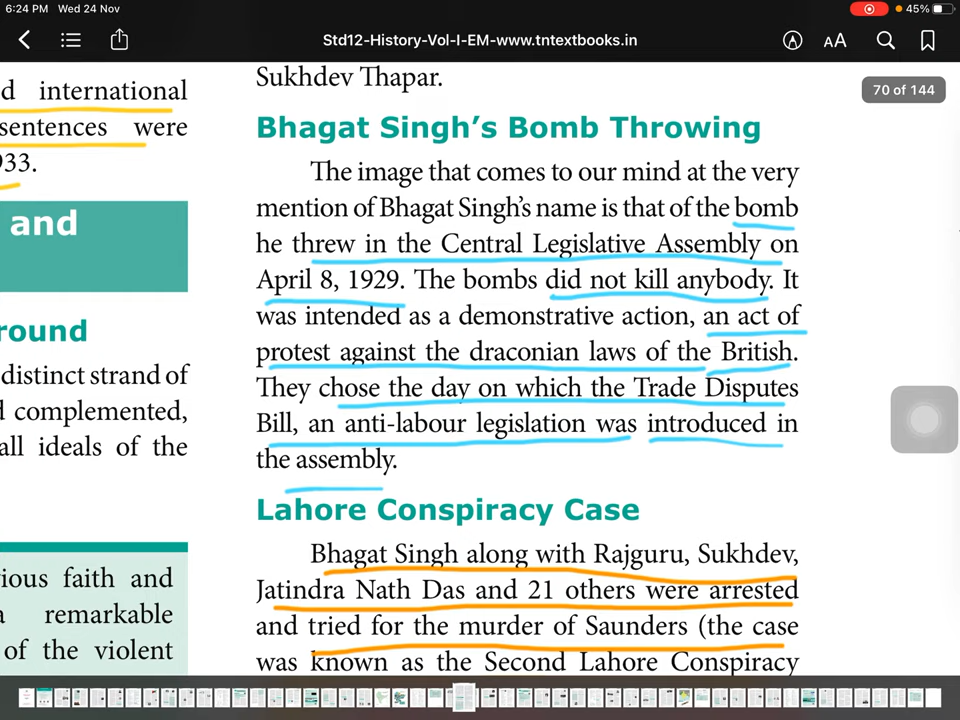 6:24 PM Wed 24 Nov
45%
Std12-History-Vol-I-EM-www.tntextbooks.in
AA
70 of 144
d international
sentences were
933.
and
round
distinct strand of
d complemented,
all ideals of the
ious faith and
a remarkable
of the violent
Sukhdev Thapar.
Bhagat Singh's Bomb Throwing
The image that comes to our mind at the very
mention of Bhagat Singh's name is that of the bomb
he threw in the Central Legislative Assembly on
April 8, 1929. The bombs did not kill anybody. It
was intended as a demonstrative action, an act of
protest against the draconian laws of the British.
They chose the day on which the Trade Disputes
Bill, an anti-labour legislation was introduced in
the assembly.
Lahore Conspiracy Case
Bhagat Singh along with Rajguru, Sukhdev,
Jatindra Nath Das and 21 others were arrested
and tried for the murder of Saunders (the case
was known as the Second Lahore Conspiracy